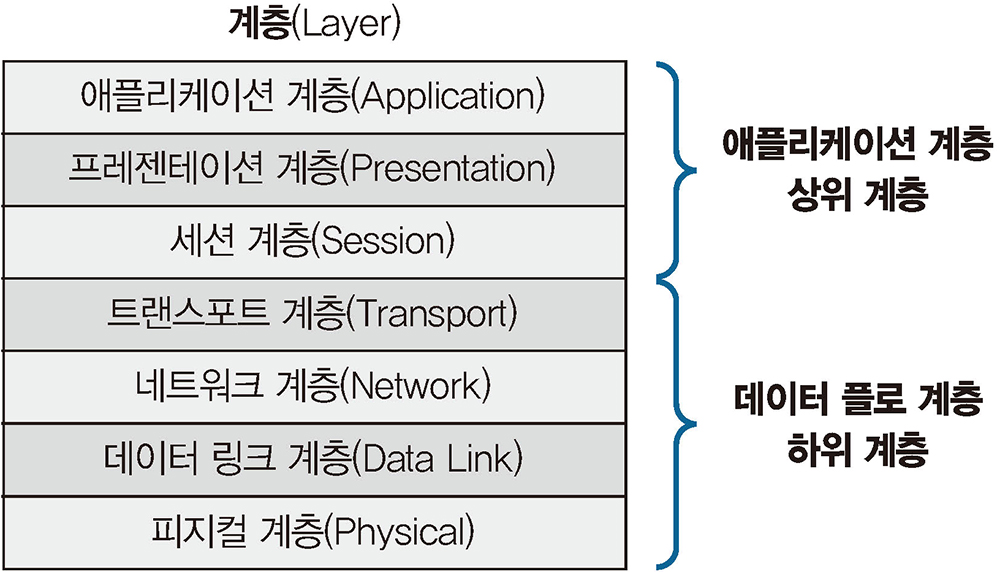 계층(Layer)
애플리케이션 계층(Application)
프레젠테이션 계층(Presentation)
세션 계층(Session)
트랜스포트 계층(Transport)
네트워크 계층(Network)
데이터 링크 계층(Data Link)
피지컬 계층(Physical)
애플리케이션 계층
상위 계층
데이터 플로 계층
하위 계층